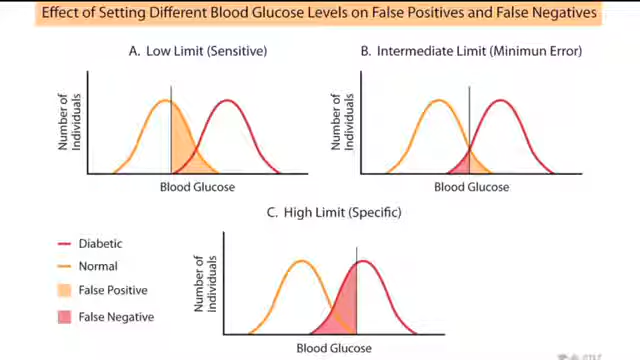 Effect of Setting Different Blood Glucose Levels on False Positives and False Negatives
A. Low Limit (Sensitive)
Number of
Individuals
Blood Glucose
B. Intermediate Limit (Minimun Error)
Number of
Individuals
Blood Glucose
C. High Limit (Specific)
Number of
Individuals
Blood Glucose
Diabetic
Normal
False Positive
False Negative